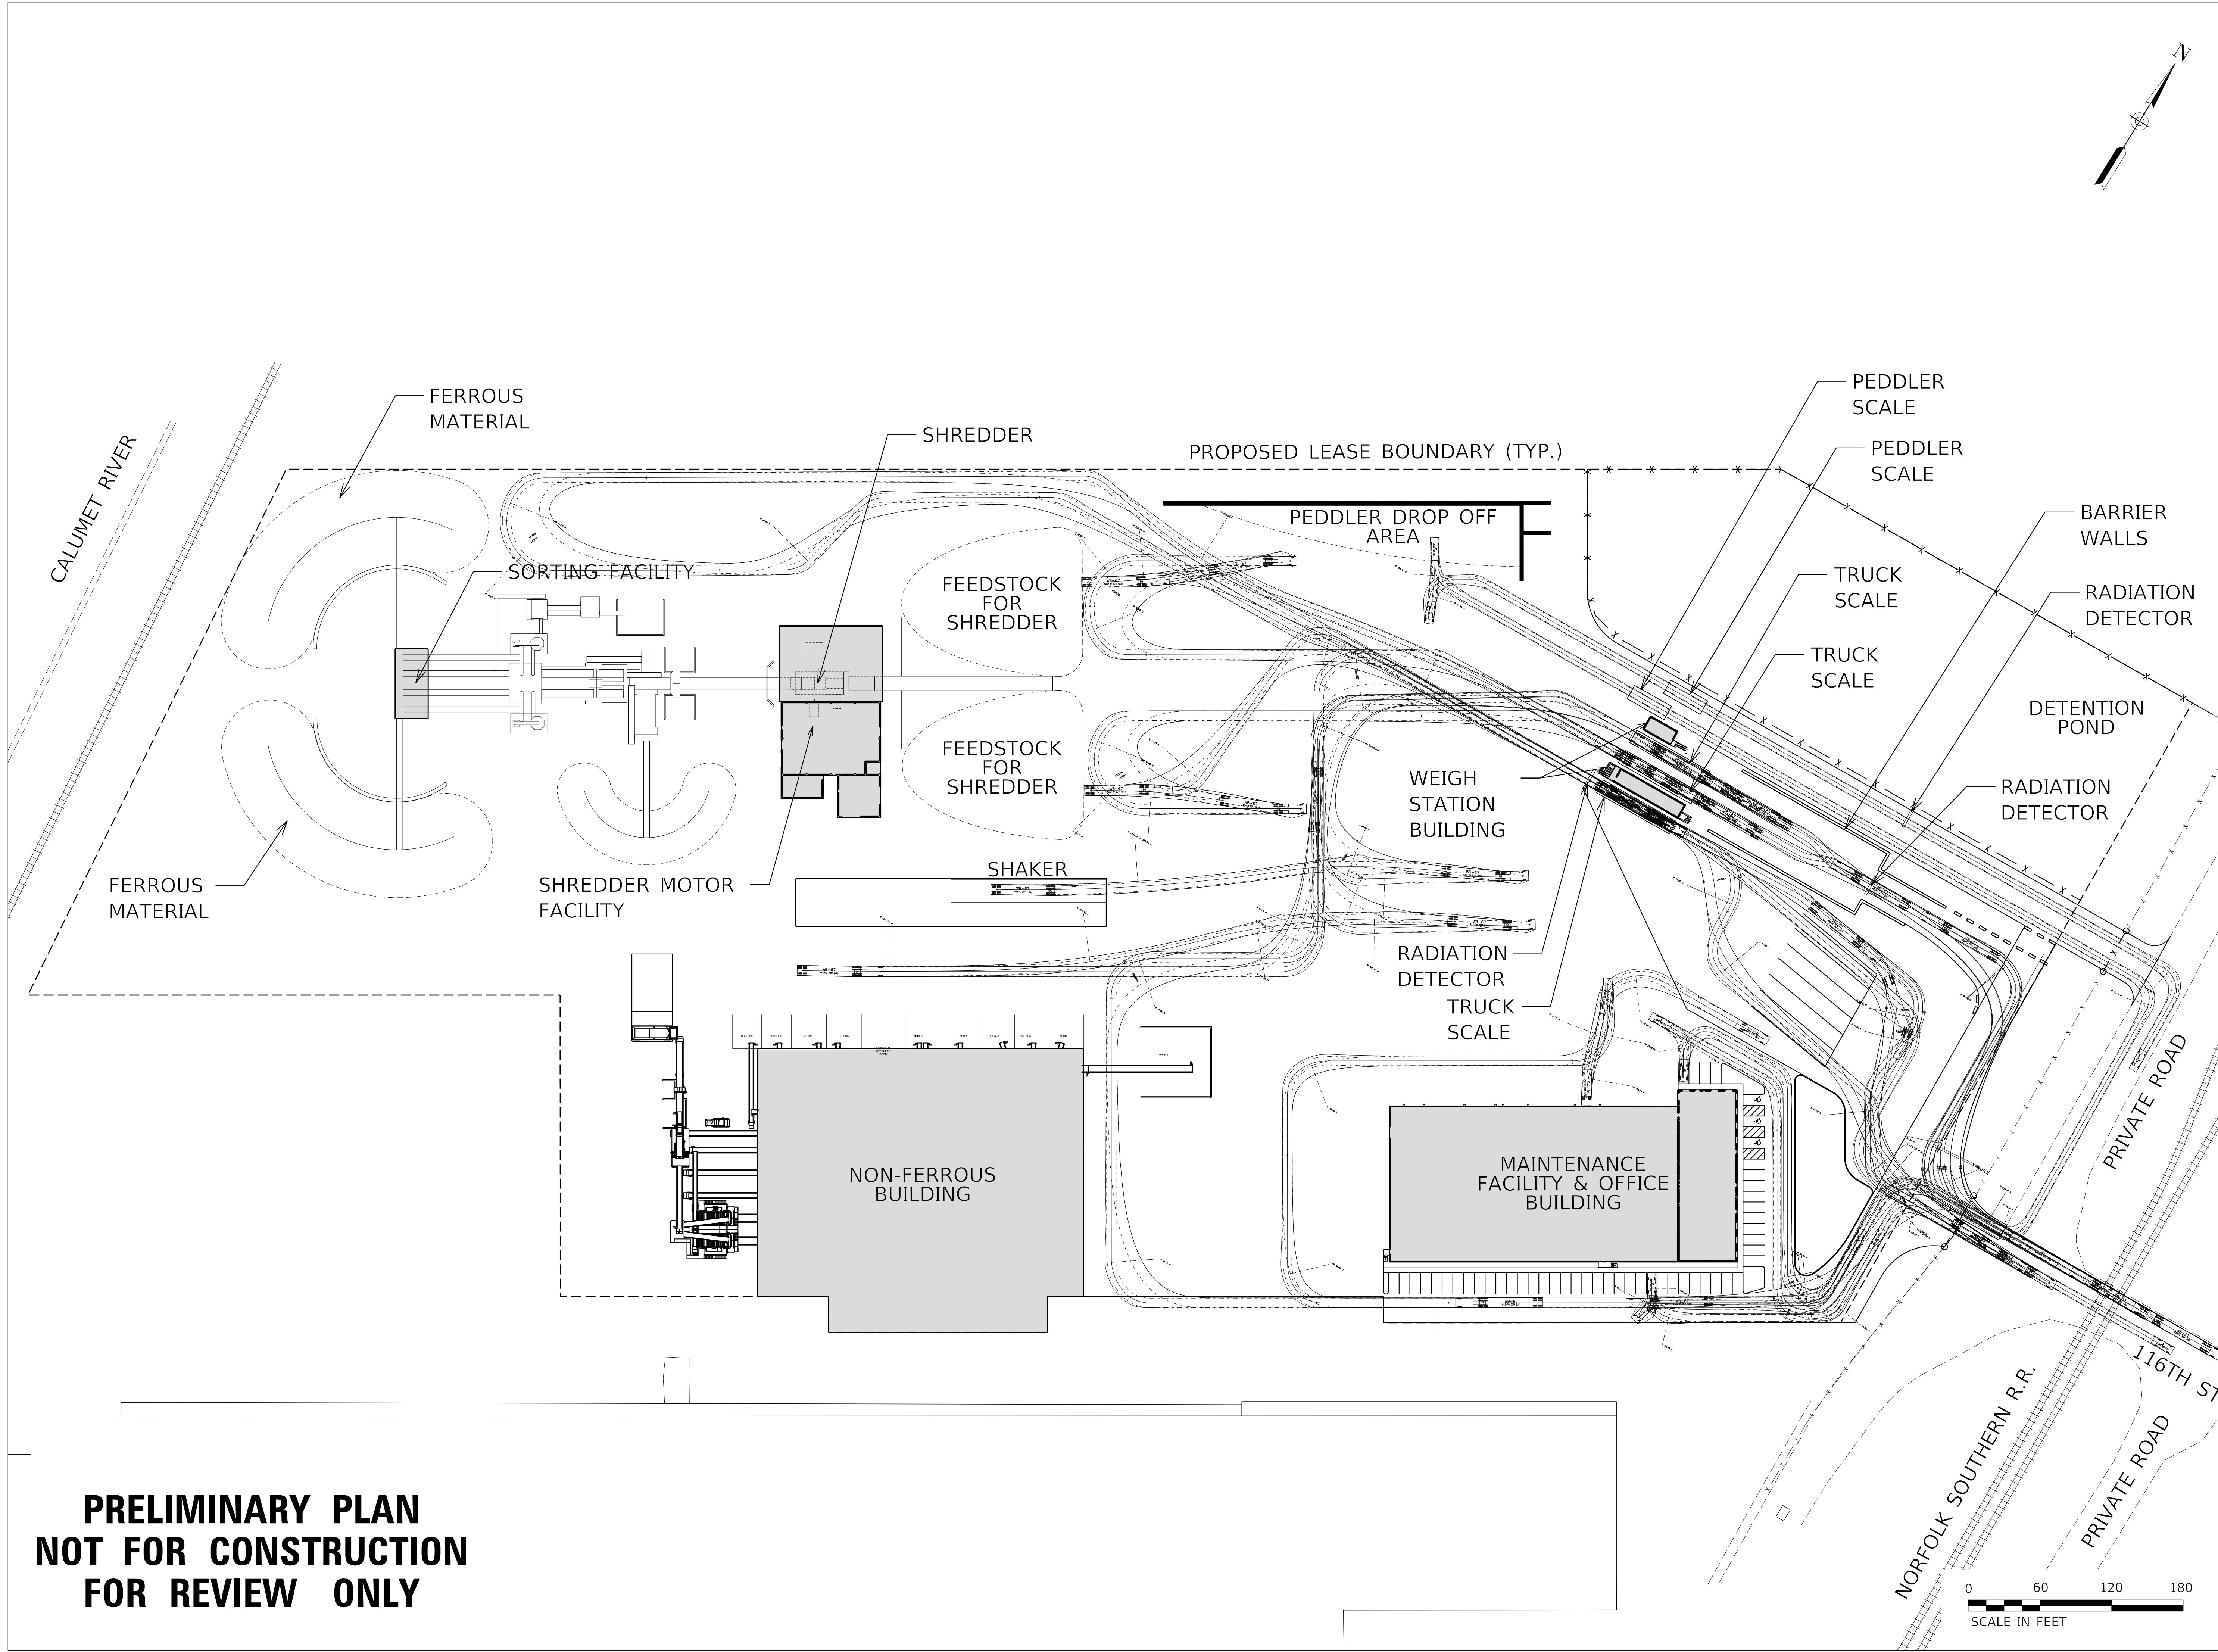 N
PEDDLER
SCALE
FERROUS
MATERIAL
SHREDDER
PROPOSED LEASE BOUNDARY (TYP.)
PEDDLER
SCALE
CALUMET RIVER
PEDDLER DROP OFF
AREA
BARRIER
WALLS
SORTING FACILITY
FEEDSTOCK
FOR
SHREDDER
TRUCK
SCALE
RADIATION
DETECTOR
TRUCK
SCALE
DETENTION
POND
FEEDSTOCK
FOR
SHREDDER
WEIGH
STATION
BUILDING
RADIATION
DETECTOR
FERROUS
MATERIAL
SHREDDER MOTOR
FACILITY
SHAKER
RADIATION
DETECTOR
TRUCK
SCALE
PRIVATE ROAD
NON-FERROUS
BUILDING
MAINTENANCE
FACILITY & OFFICE
BUILDING
116TH ST
NORFOLK SOUTHERN R.R.
PRIVATE ROAD
PRELIMINARY PLAN
NOT FOR CONSTRUCTION
FOR REVIEW ONLY
0 60 120 180
SCALE IN FEET